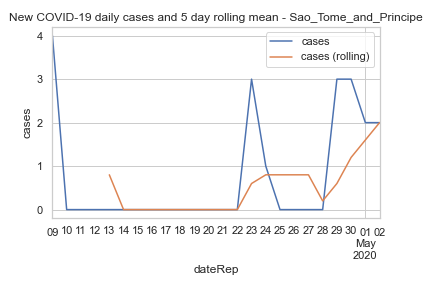 New COVID-19 daily cases and 5 day rolling mean - Sao_Tome_and_Principe
cases
cases (rolling)
4
3
2
1
0
cases
09 10 11 12 13 14 15 16 17 18 19 20 21 22 23 24 25 26 27 28 29 30 01 02
May
2020
dateRep